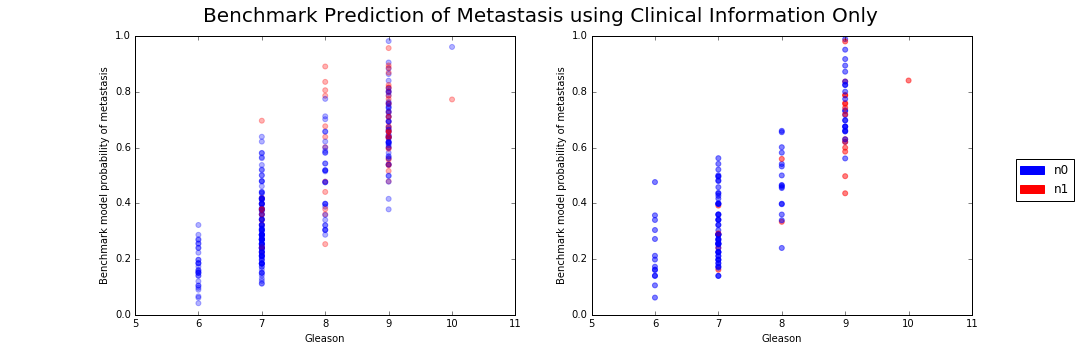 Benchmark Prediction of Metastasis using Clinical Information Only
Benchmark model probability of metastasis
1.0
0.8
0.6
0.4
0.2
0.0
5 6 7 8 9 10 11
Gleason
Benchmark model probability of metastasis
1.0
0.8
0.6
0.4
0.2
0.0
5 6 7 8 9 10 11
Gleason
n0
n1